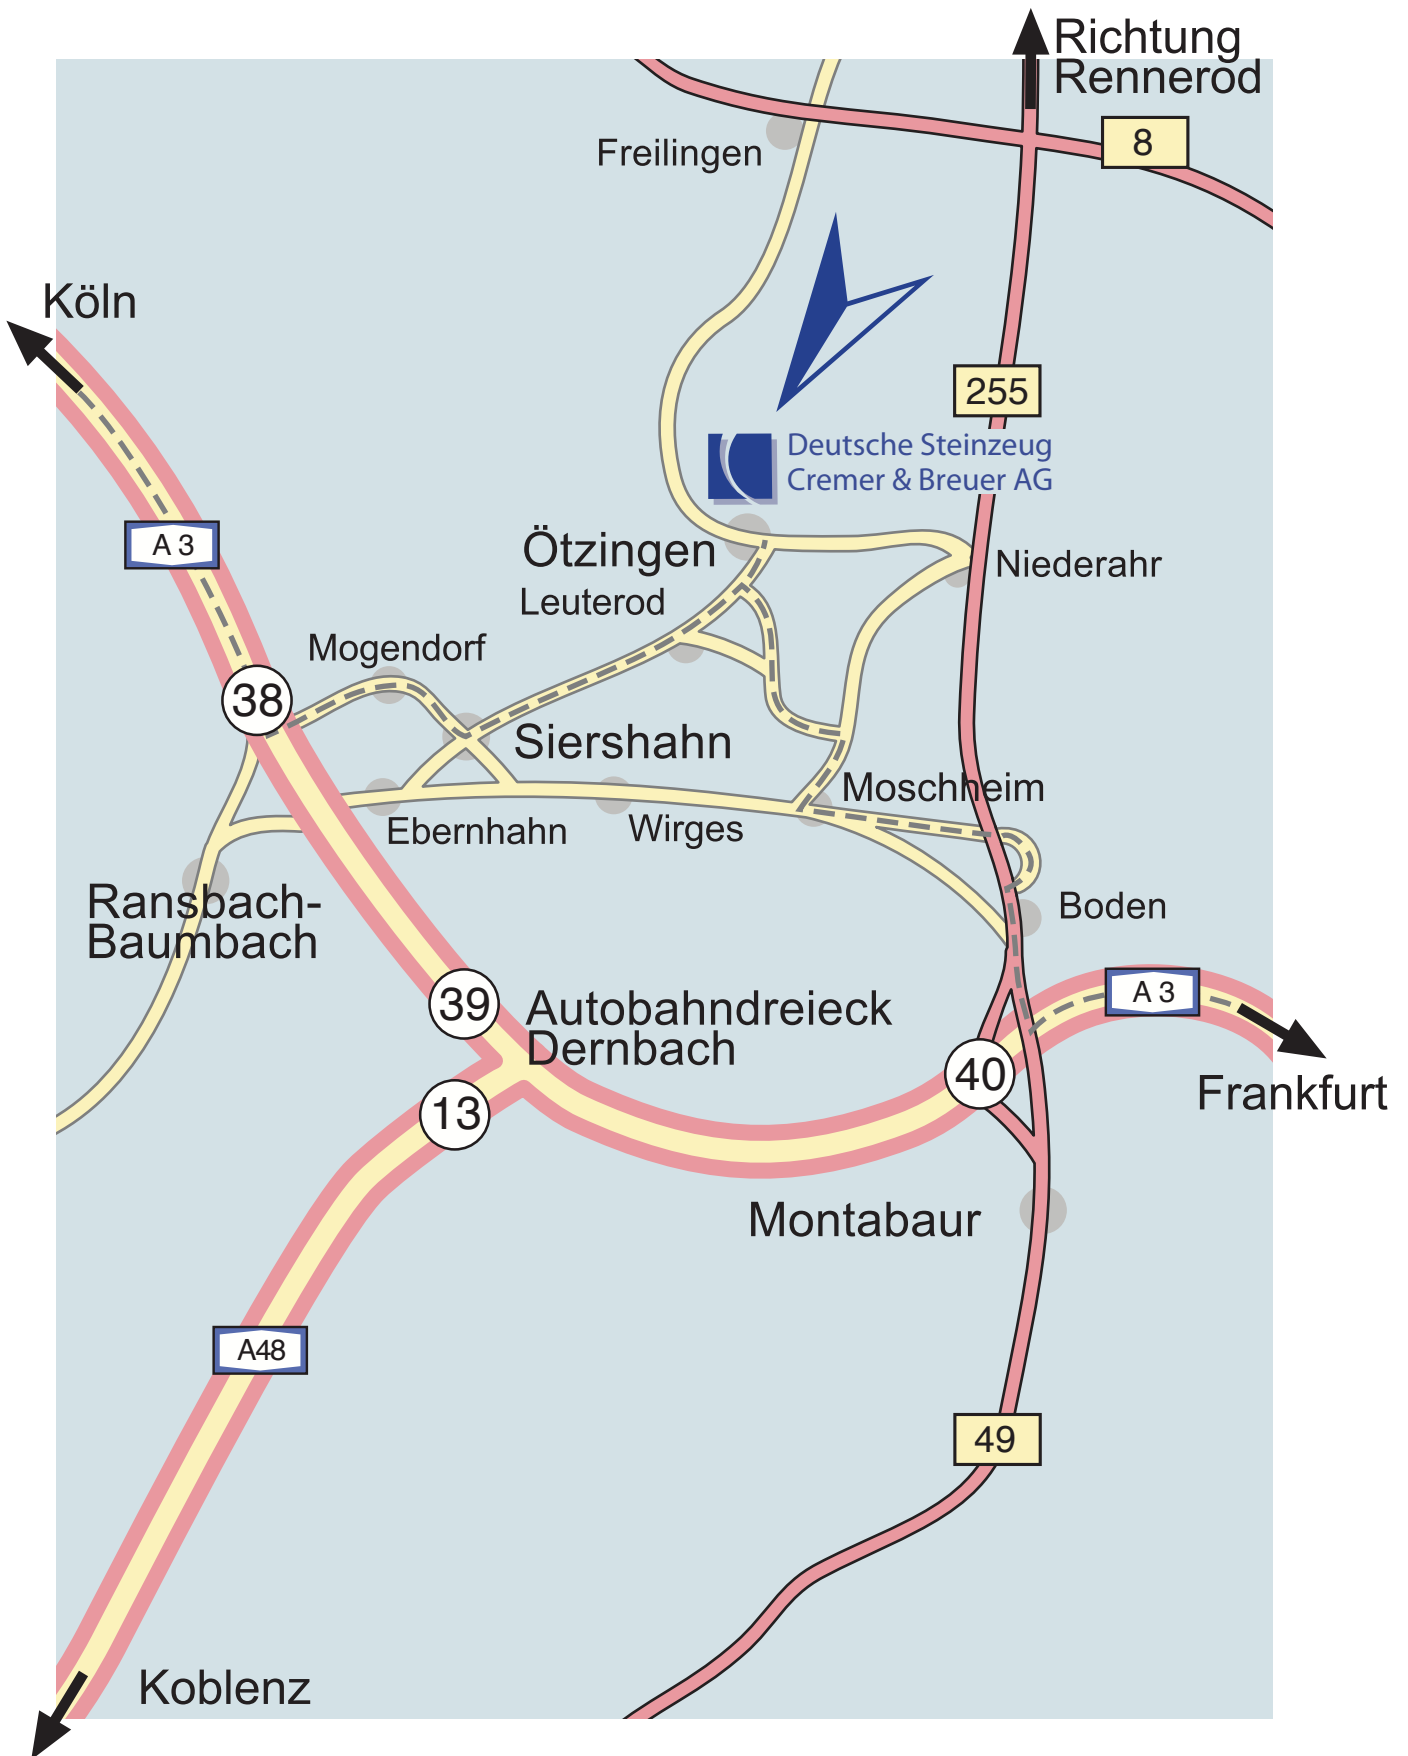 Richtung
Rennerod
8
Freilingen
Köln
255
Deutsche Steinzeug
Cremer & Breuer AG
A 3
Ötzingen
Niederahr
Leuterod
Mogendorf
38
Siershahn
Moschheim
Ebernhahn
Wirges
Ransbach-
Baumbach
Boden
39
Autobahndreieck
Dernbach
A 3
40
Frankfurt
13
Montabaur
A48
49
Koblenz